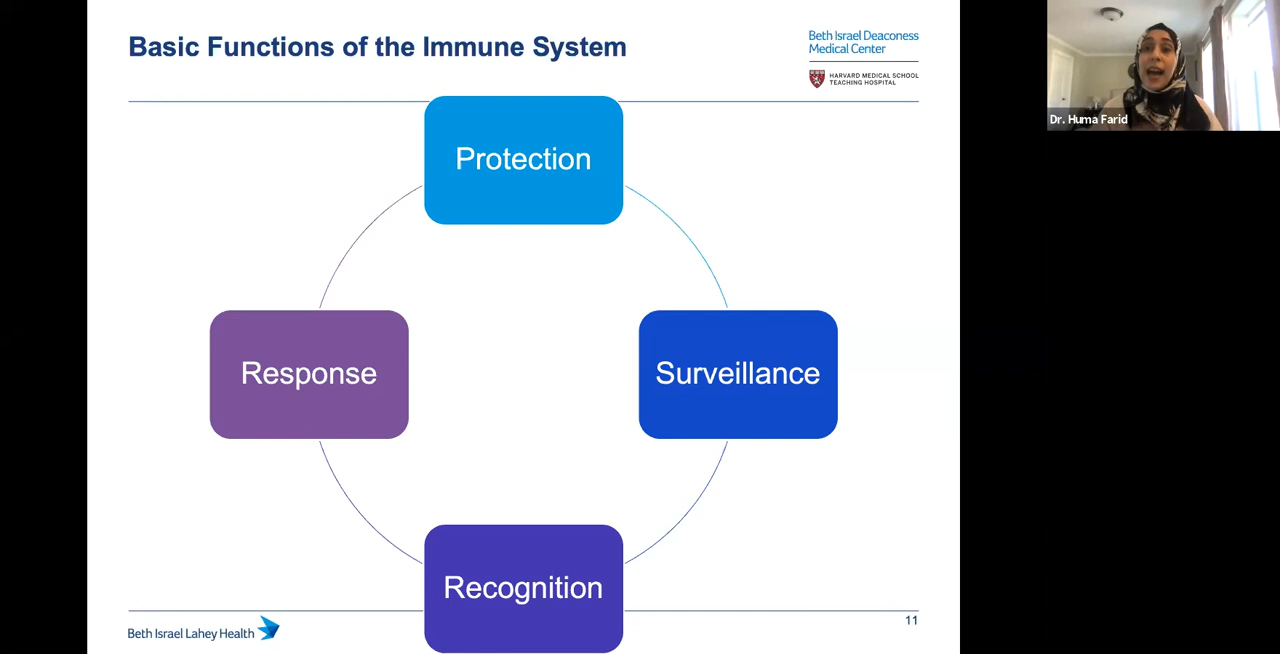 Basic Functions of the Immune System
Beth Israel Deaconess
Medical Center
HARVARD MEDICAL SCHOOL
TEACHING HOSPITAL
Dr. Huma Farid
Protection
Response
Surveillance
Recognition
Beth Israel Lahey Health
11